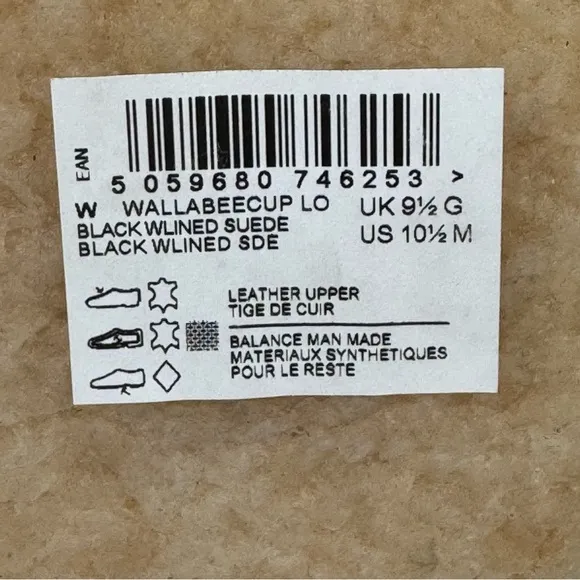 EAN
5 059680 746253 >
W WALLABEECUP LO UK 9½ G
BLACK WLINED SUEDE US 10½ M
BLACK WLINED SDE
LEATHER UPPER
TIGE DE CUIR
BALANCE MAN MADE
MATERIAUX SYNTHETIQUES
POUR LE RESTE